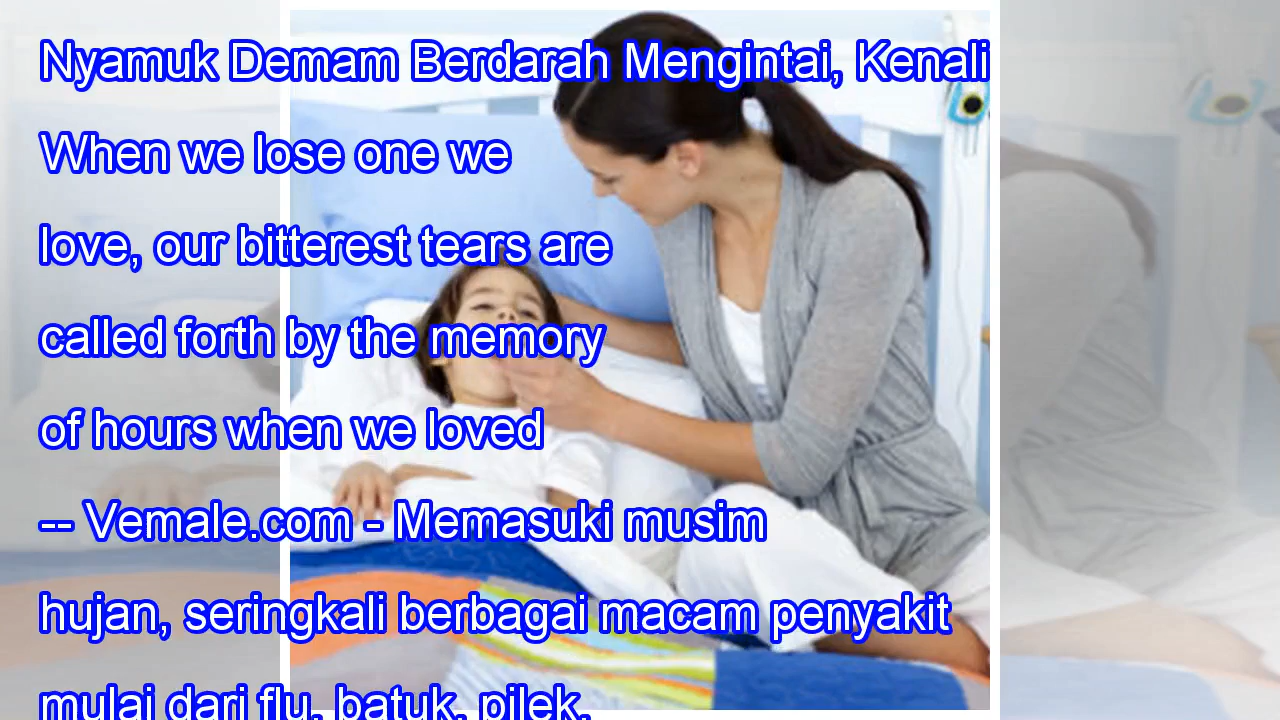 Nyamuk Demam Berdarah Mengintai, Kenali
When we lose one we
love, our bitterest tears are
called forth by the memory
of hours when we loved
-- Vemale.com - Memasuki musim
hujan, seringkali berbagai macam penyakit
mulai dari flu, batuk, pilek,